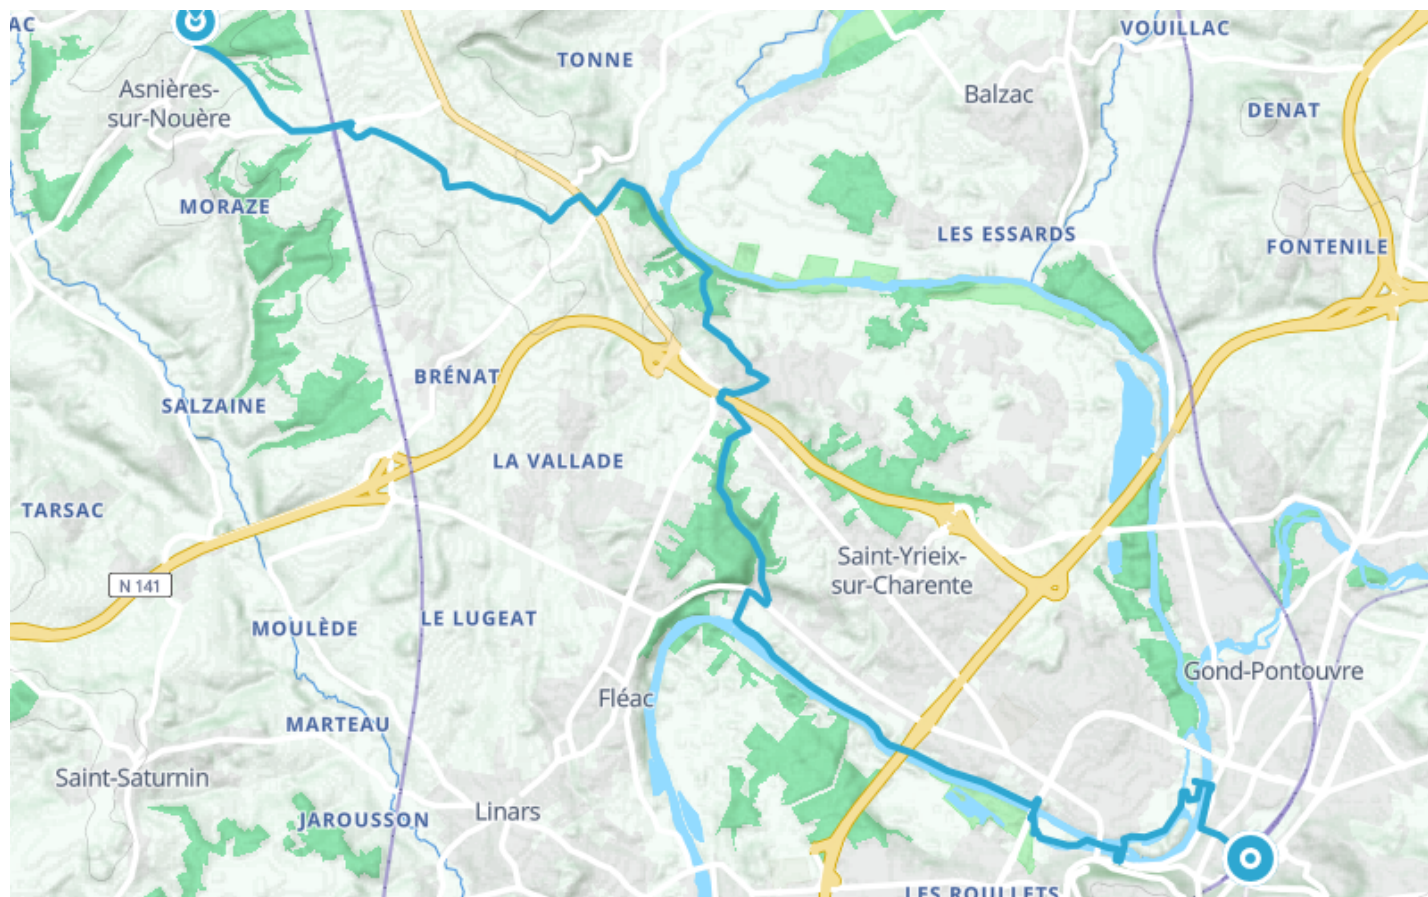 AC
VOUILLAC
TONNE
Asnières-
sur-Nouère
Balzac
DENAT
MORAZE
LES ESSARDS
FONTENILE
BRÉNAT
SALZAINE
LA VALLADE
TARSAC
Saint-Yrieix-
sur-Charente
N 141
LE LUGEAT
MOULÈDE
Gond-Pontouvre
Fléac
MARTEAU
Saint-Saturnin
Linars
JAROUSSON
LES ROULLETS